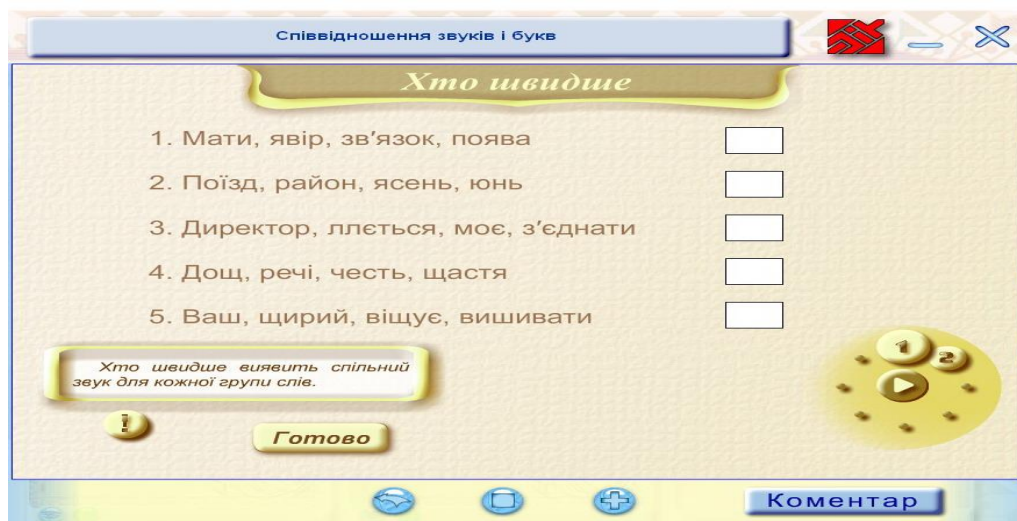 Співвідношення звуків і букв
Хто швидше
1. Мати, явір, зв'язок, поява
2. Поїзд, район, ясень, юнь
3. Директор, ллється, моє, з'єднати
4. Дощ, речі, честь, щастя
5. Ваш, щирий, віщує, вишивати
Хто швидше виявить спільний
звук для кожної групи слів.
1
2
!
Готово
Коментар